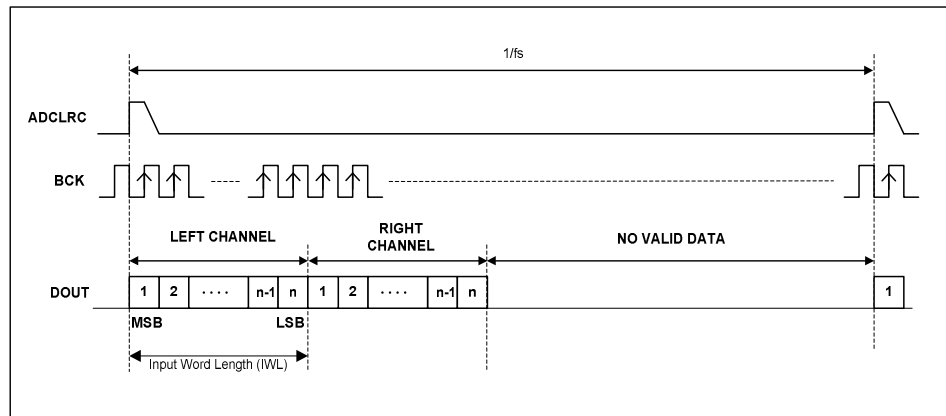 1/fs
ADCLRC
BCK
LEFT CHANNEL
RIGHT
CHANNEL
NO VALID DATA
DOUT
1 2 ···· n-1 n 1 2 ···· n-1 n 1
MSB LSB
Input Word Length (IWL)